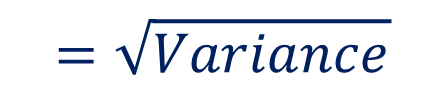 = √Variance